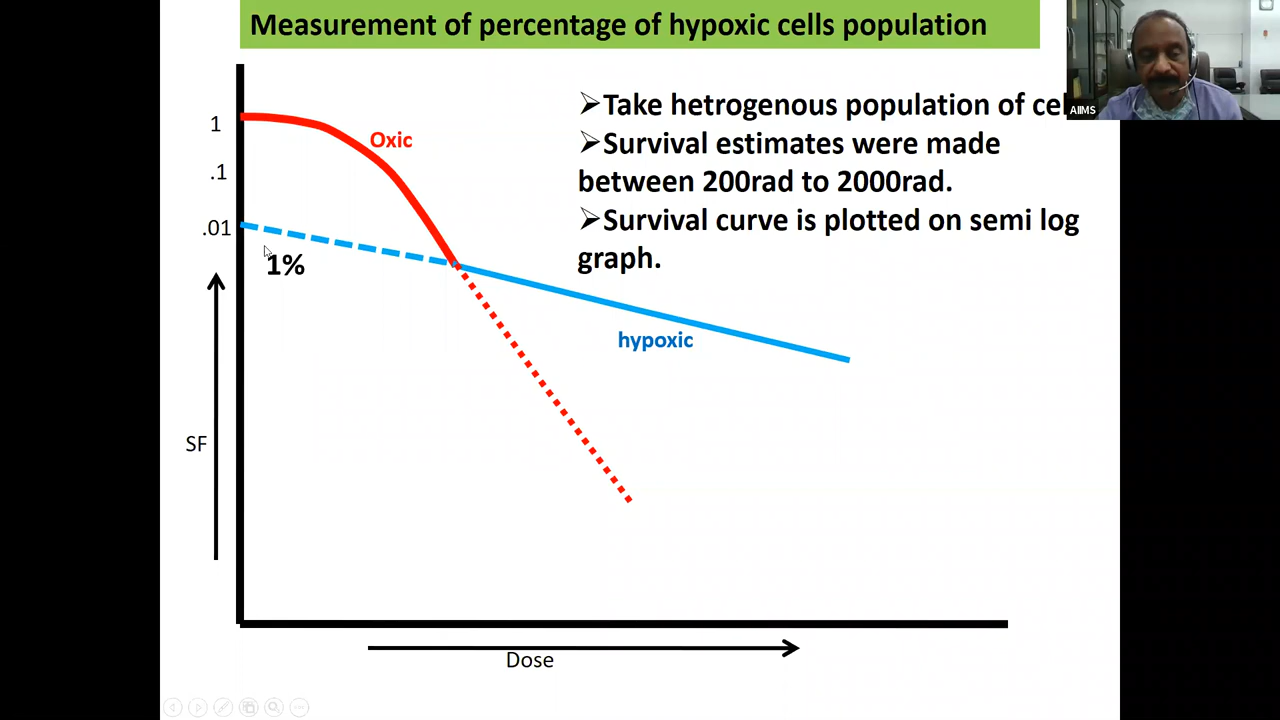 Measurement of percentage of hypoxic cells population
➢Take hetrogenous population of cel
AIIMS
➢Survival estimates were made
between 200rad to 2000rad.
➢Survival curve is plotted on semi log
graph.
1
Oxic
.1
.01
1%
hypoxic
SF
Dose